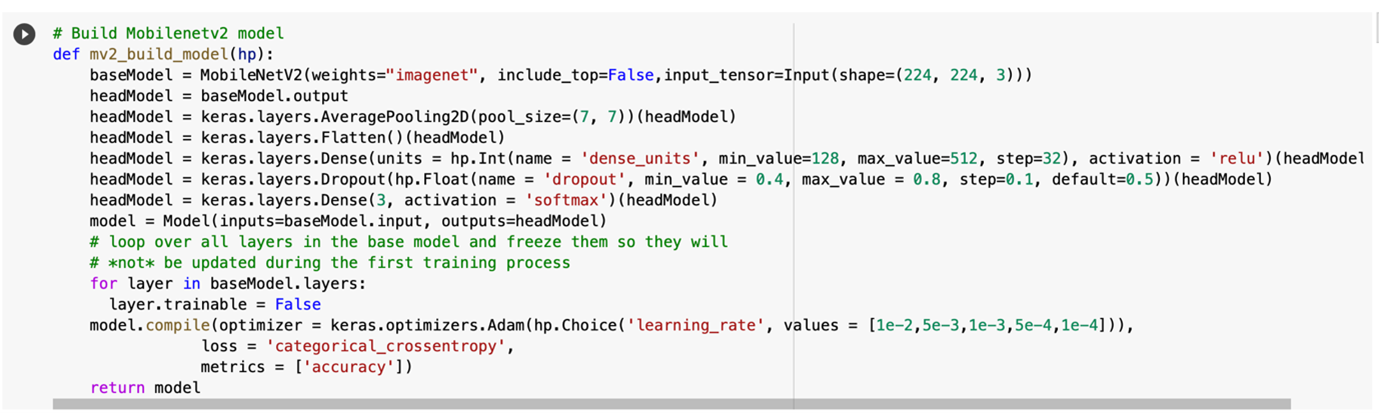 # Build Mobilenetv2 model
def mv2_build_model(hp):
    baseModel = MobileNetV2(weights="imagenet", include_top=False,input_tensor=Input(shape=(224, 224, 3)))
    headModel = baseModel.output
    headModel = keras.layers.AveragePooling2D(pool_size=(7, 7))(headModel)
    headModel = keras.layers.Flatten()(headModel)
    headModel = keras.layers.Dense(units = hp.Int(name = 'dense_units', min_value=128, max_value=512, step=32), activation = 'relu')(headModel
    headModel = keras.layers.Dropout(hp.Float(name = 'dropout', min_value = 0.4, max_value = 0.8, step=0.1, default=0.5))(headModel)
    headModel = keras.layers.Dense(3, activation = 'softmax')(headModel)
    model = Model(inputs=baseModel.input, outputs=headModel)
    # loop over all layers in the base model and freeze them so they will
    # *not* be updated during the first training process
    for layer in baseModel.layers:
      layer.trainable = False
    model.compile(optimizer = keras.optimizers.Adam(hp.Choice('learning_rate', values = [1e-2,5e-3,1e-3,5e-4,1e-4])),
                loss = 'categorical_crossentropy',
                metrics = ['accuracy'])
    return model